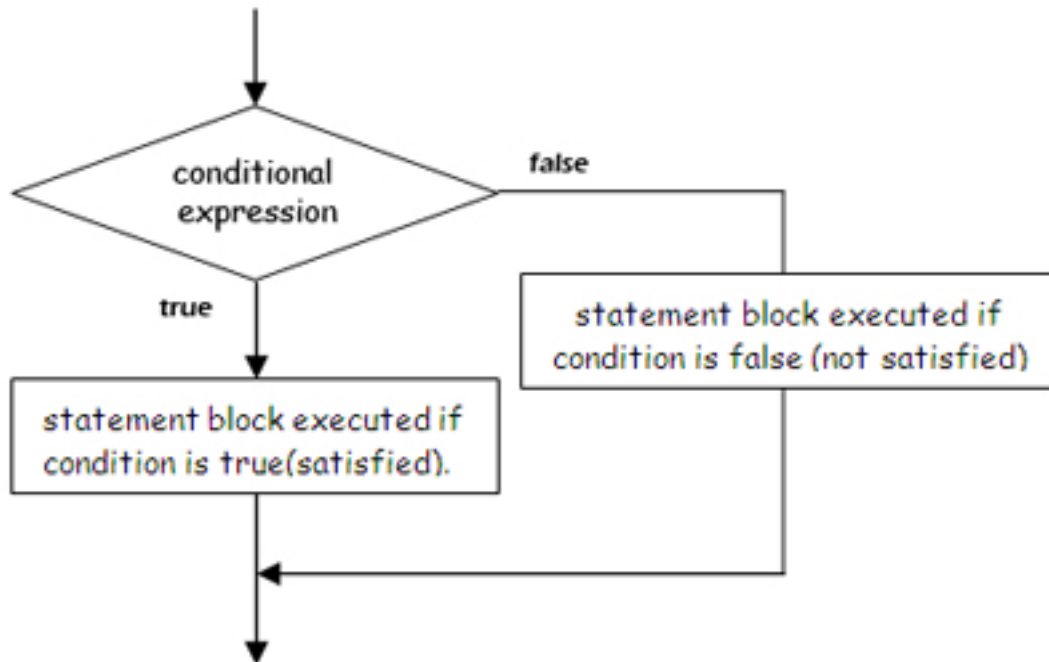 conditional
expression
false
true
statement block executed if
condition is false (not satisfied)
statement block executed if
condition is true(satisfied).